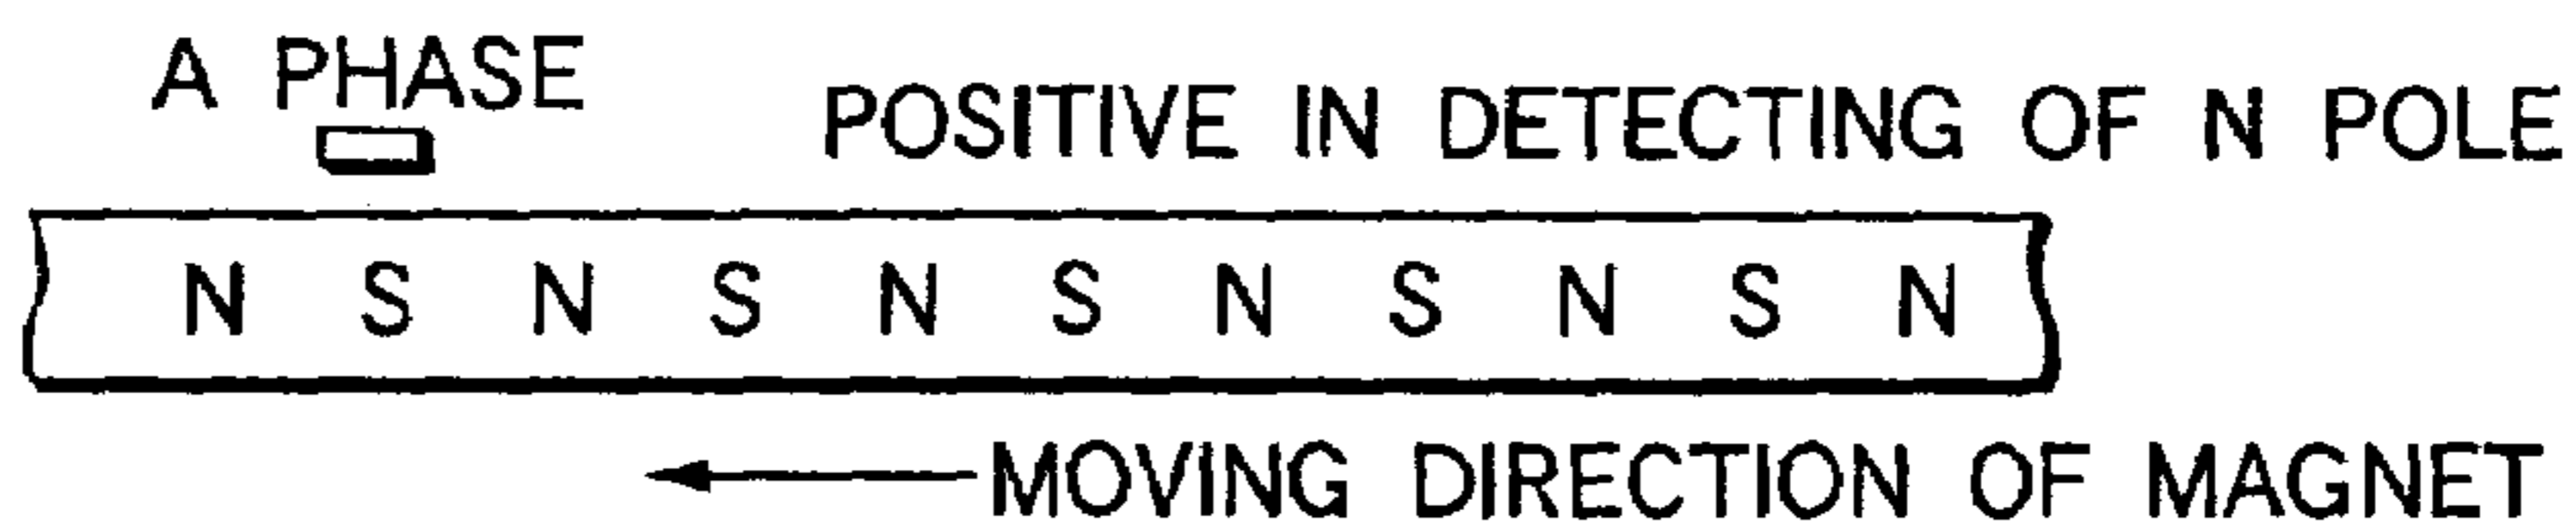 A PHASE
POSITIVE IN DETECTING OF N POLE
N S N S N S N S N S N
MOVING DIRECTION OF MAGNET